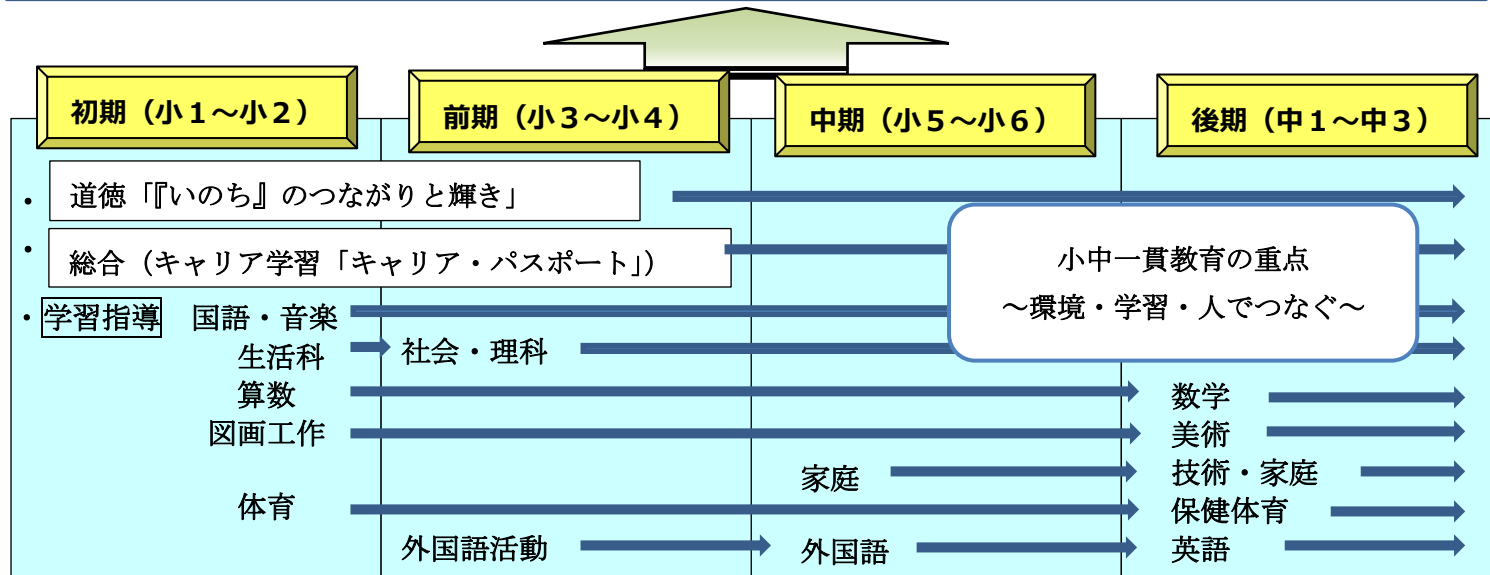 初期（小１～小２）
前期（小３～小４）
中期（小５～小６）
後期（中１～中３）
・ 道徳「『いのち』のつながりと輝き」
・ 総合（キャリア学習「キャリア・パスポート」）
小中一貫教育の重点
～環境・学習・人でつなぐ～
・学習指導 国語・音楽
生活科 社会・理科
算数 数学
図画工作 美術
家庭 技術・家庭
体育 保健体育
外国語活動 外国語 英語